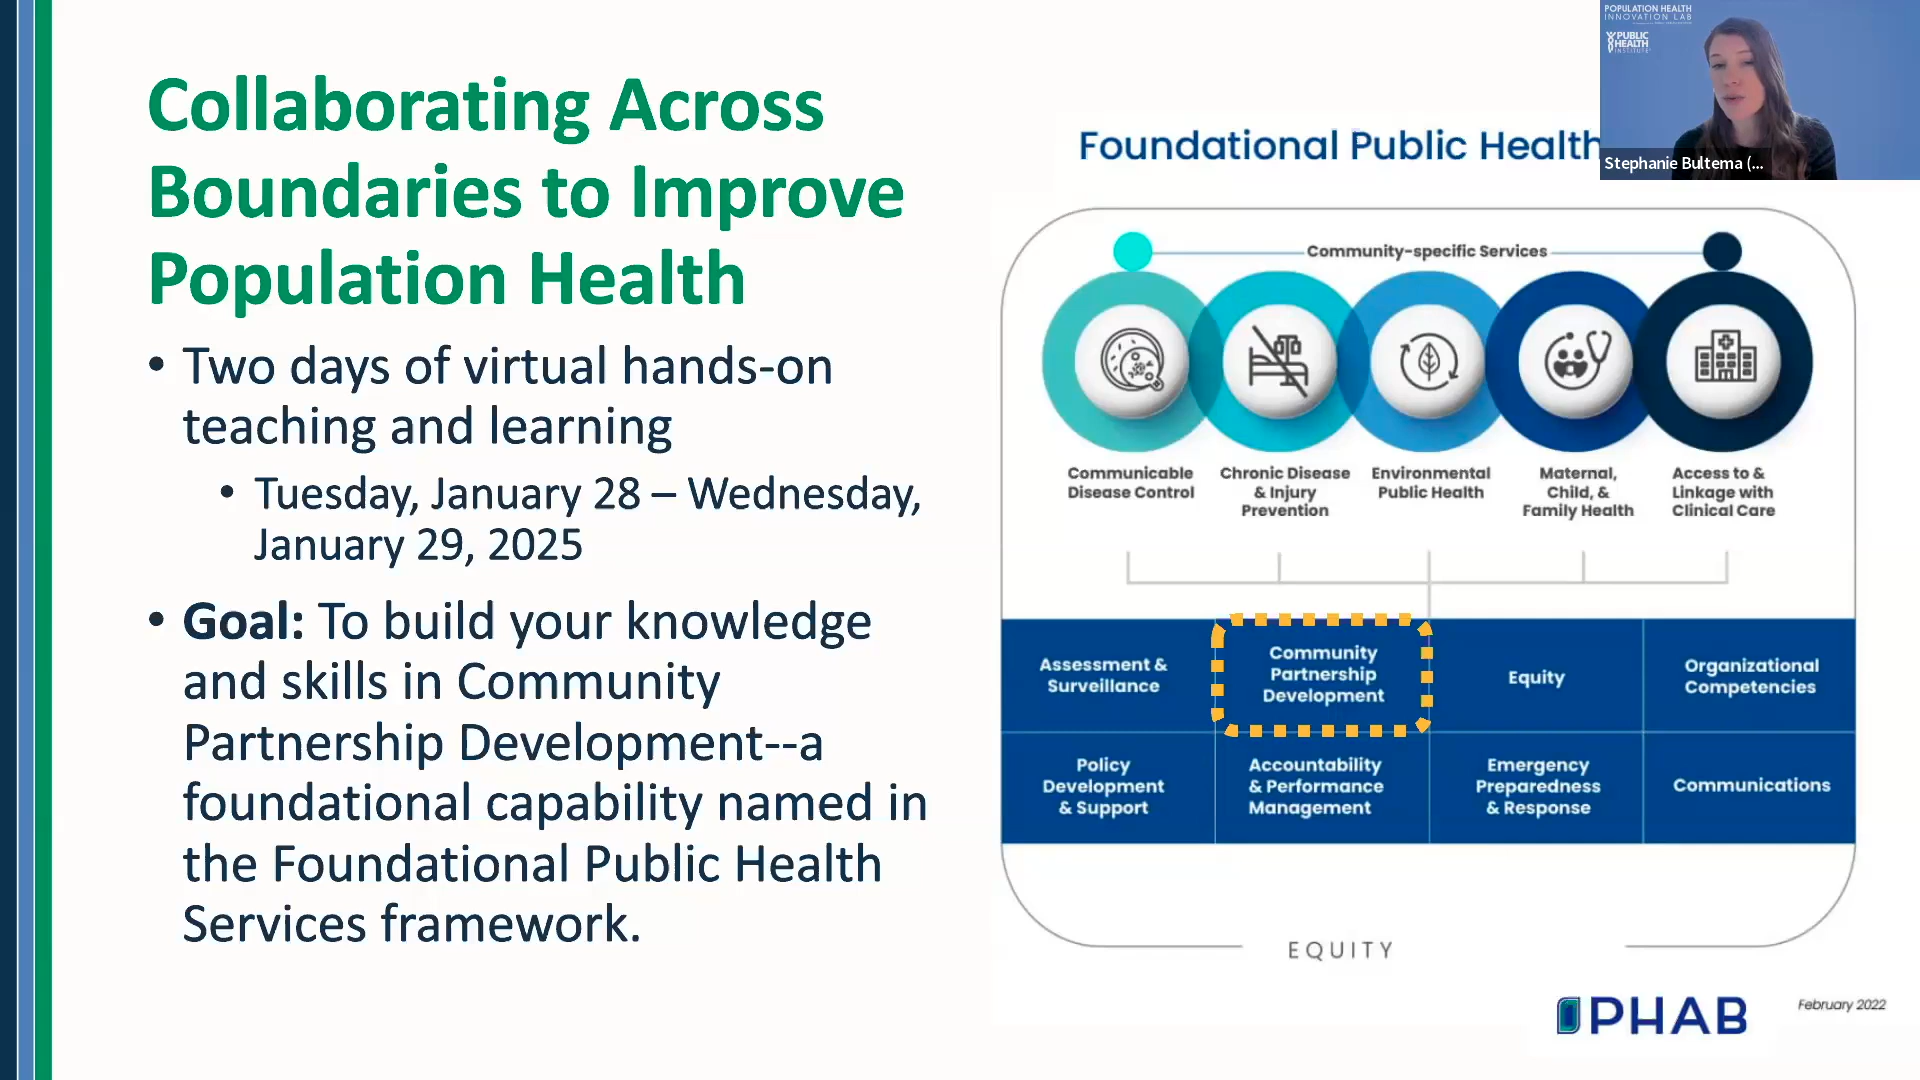 Collaborating Across
Boundaries to Improve
Population Health
• Two days of virtual hands-on
teaching and learning
• Tuesday, January 28 – Wednesday,
January 29, 2025
• Goal: To build your knowledge
and skills in Community
Partnership Development--a
foundational capability named in
the Foundational Public Health
Services framework.
POPULATION HEALTH
INNOVATION LAB
PUBLIC
HEALTH
INSTITUTE
Stephanie Bultema (...
Foundational Public Health
Community-specific Services
Communicable
Disease Control
Chronic Disease
& Injury
Prevention
Environmental
Public Health
Maternal,
Child, &
Family Health
Access to &
Linkage with
Clinical Care
Assessment &
Surveillance
Community
Partnership
Development
Equity
Organizational
Competencies
Policy
Development
& Support
Accountability
& Performance
Management
Emergency
Preparedness
& Response
Communications
EQUITY
PHAB
February 2022